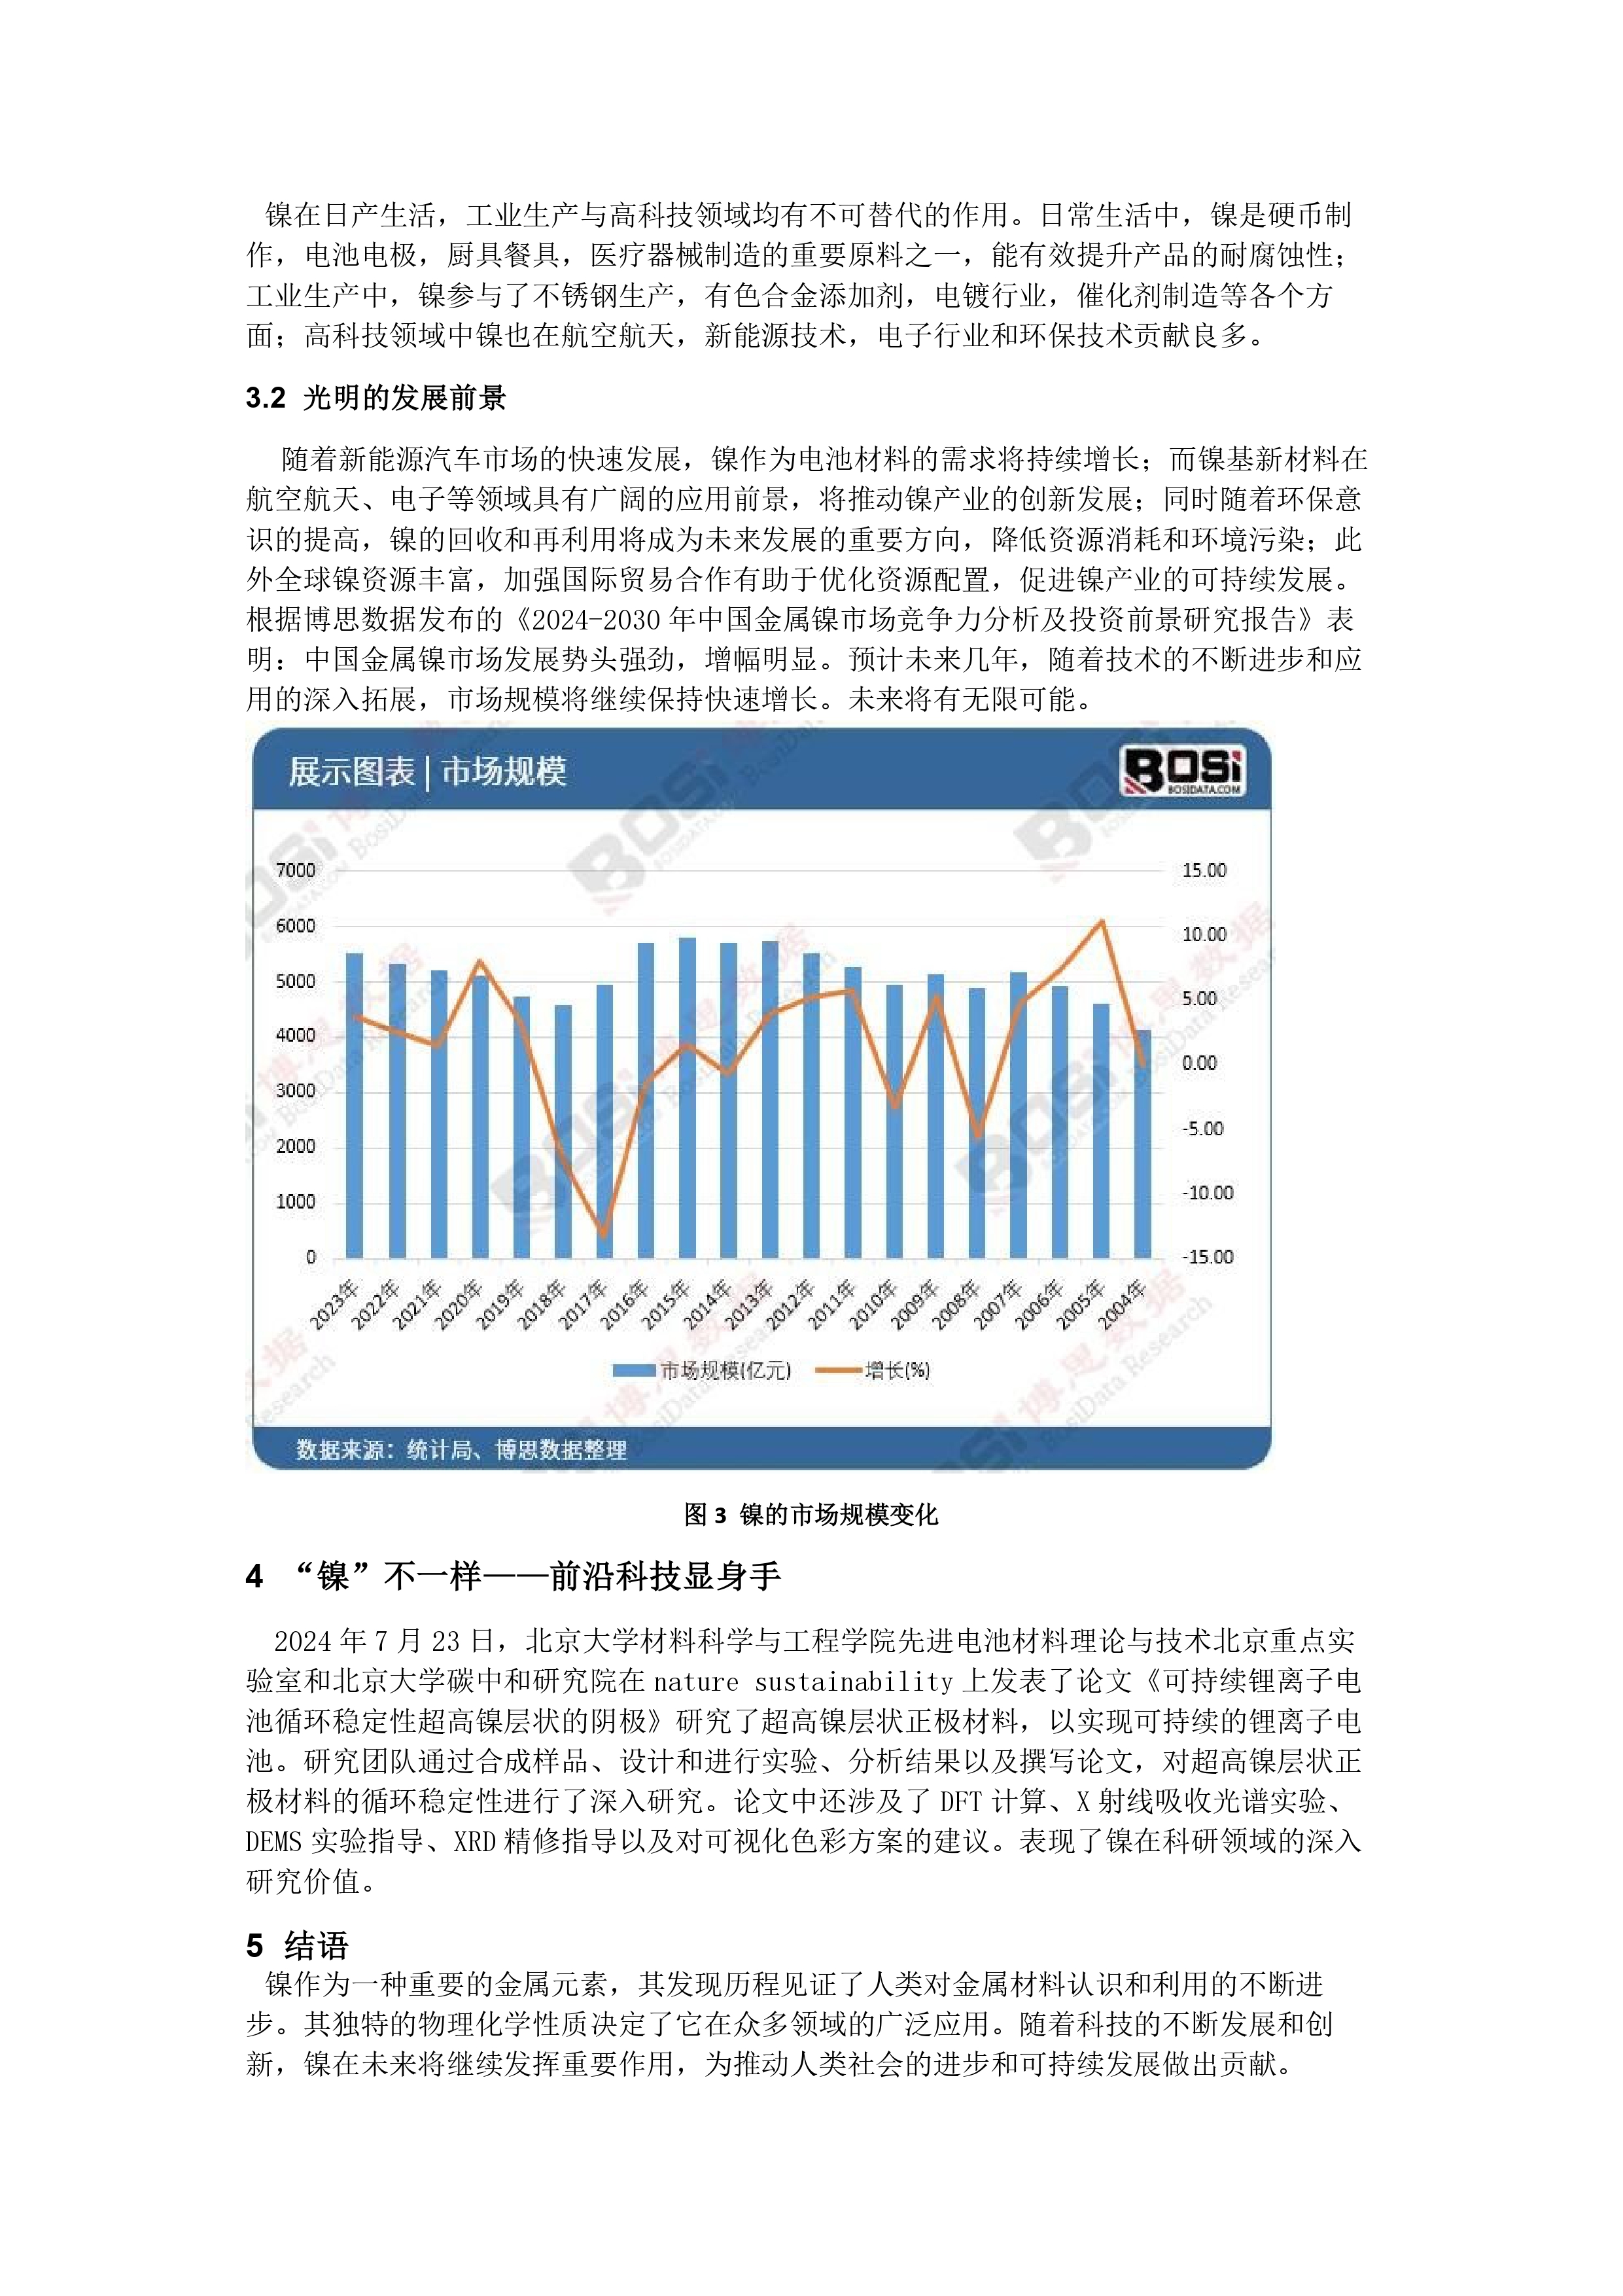 镍在日产生活，工业生产与高科技领域均有不可替代的作用。日常生活中，镍是硬币制
作，电池电极，厨具餐具，医疗器械制造的重要原料之一，能有效提升产品的耐腐蚀性；
工业生产中，镍参与了不锈钢生产，有色合金添加剂，电镀行业，催化剂制造等各个方
面；高科技领域中镍也在航空航天，新能源技术，电子行业和环保技术贡献良多。
3.2 光明的发展前景
随着新能源汽车市场的快速发展，镍作为电池材料的需求将持续增长；而镍基新材料在
航空航天、电子等领域具有广阔的应用前景，将推动镍产业的创新发展；同时随着环保意
识的提高，镍的回收和再利用将成为未来发展的重要方向，降低资源消耗和环境污染；此
外全球镍资源丰富，加强国际贸易合作有助于优化资源配置，促进镍产业的可持续发展。
根据博思数据发布的《2024-2030 年中国金属镍市场竞争力分析及投资前景研究报告》表
明：中国金属镍市场发展势头强劲，增幅明显。预计未来几年，随着技术的不断进步和应
用的深入拓展，市场规模将继续保持快速增长。未来将有无限可能。
展示图表 | 市场规模
BOSi
BOSIDATA.COM
7000 15.00
6000 10.00
5000 5.00
4000 0.00
3000 -5.00
2000 -10.00
1000 -15.00
0
2023年 2022年 2021年 2020年 2019年 2018年 2017年 2016年 2015年 2014年 2013年 2012年 2011年 2010年 2009年 2008年 2007年 2006年 2005年 2004年
市场规模(亿元) 增长(%)
数据来源：统计局、博思数据整理
图 3 镍的市场规模变化
4 “镍”不一样——前沿科技显身手
2024 年 7 月 23 日，北京大学材料科学与工程学院先进电池材料理论与技术北京重点实
验室和北京大学碳中和研究院在 nature sustainability 上发表了论文《可持续锂离子电
池循环稳定性超高镍层状的阴极》研究了超高镍层状正极材料，以实现可持续的锂离子电
池。研究团队通过合成样品、设计和进行实验、分析结果以及撰写论文，对超高镍层状正
极材料的循环稳定性进行了深入研究。论文中还涉及了 DFT 计算、X 射线吸收光谱实验、
DEMS 实验指导、XRD 精修指导以及对可视化色彩方案的建议。表现了镍在科研领域的深入
研究价值。
5 结语
镍作为一种重要的金属元素，其发现历程见证了人类对金属材料认识和利用的不断进
步。其独特的物理化学性质决定了它在众多领域的广泛应用。随着科技的不断发展和创
新，镍在未来将继续发挥重要作用，为推动人类社会的进步和可持续发展做出贡献。